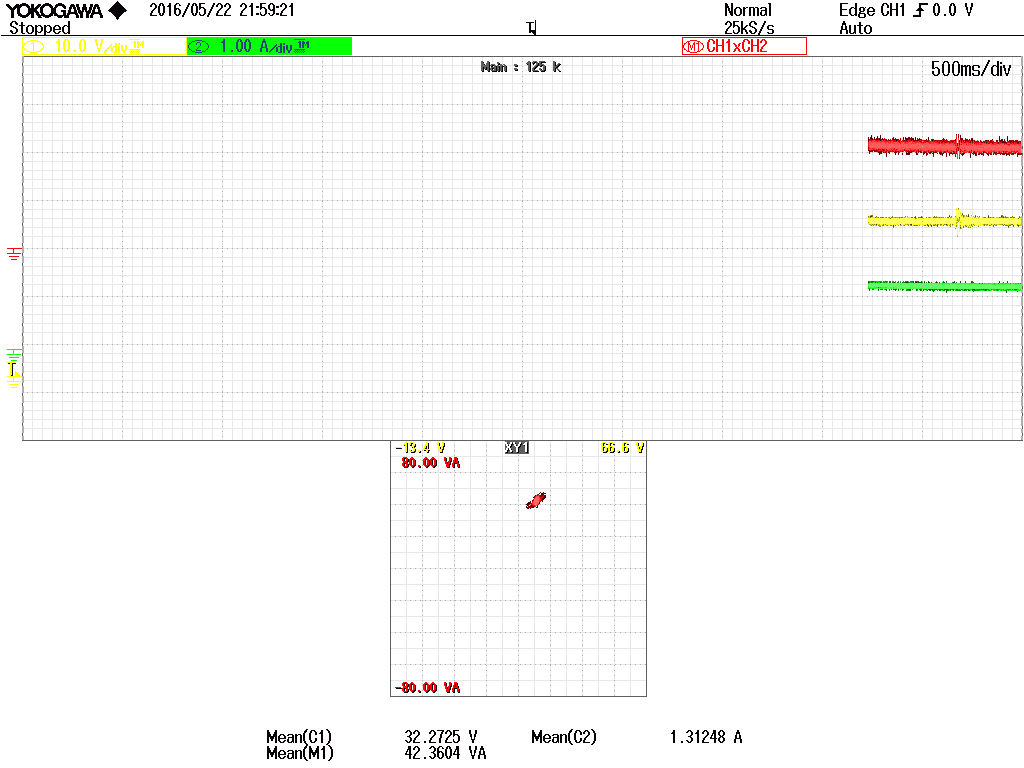 YOKOGAWA ◆ 2016/05/22 21:59:21 Normal Edge CH1 0.0 V
Stopped T 25kS/s Auto
1 10.0 V/div 1M 2 1.00 A/div 1M M1 CH1xCH2
Main : 125 k 500ms/div
T
-13.4 V XY1 66.6 V
80.00 VA
-80.00 VA
Mean(C1) 32.2725 V Mean(C2) 1.31248 A
Mean(M1) 42.3604 VA